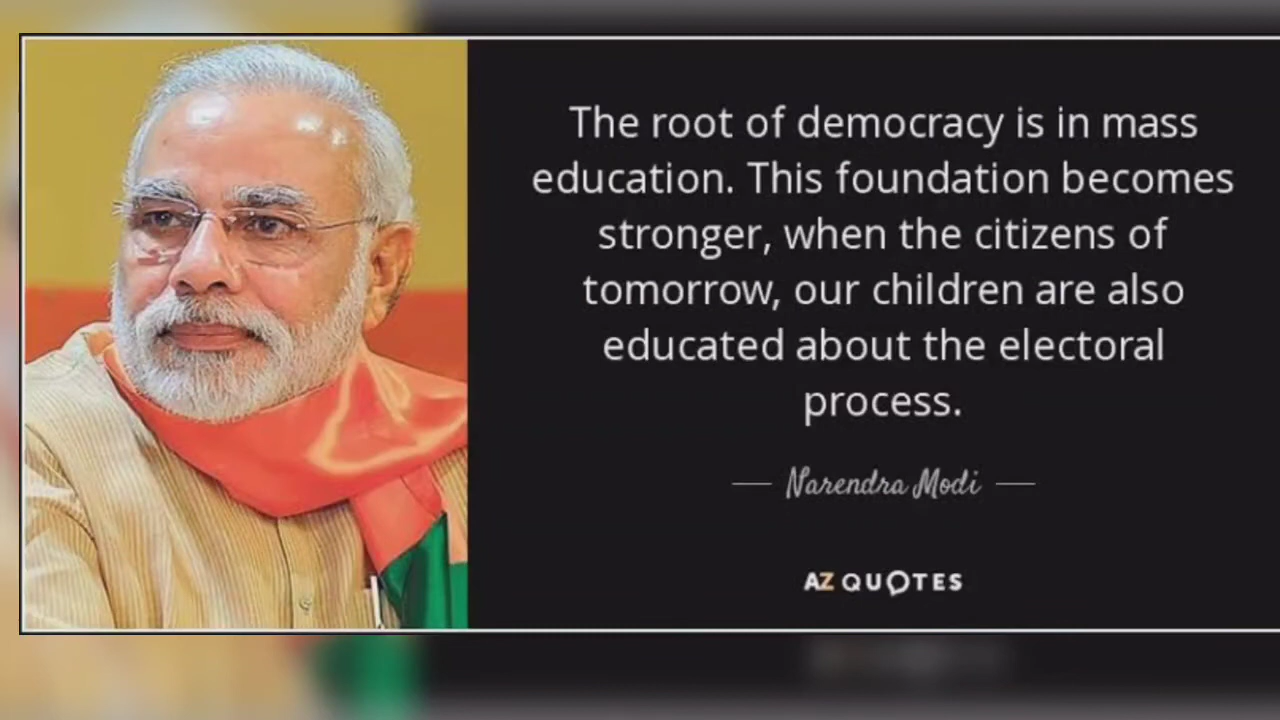 The root of democracy is in mass
education. This foundation becomes
stronger, when the citizens of
tomorrow, our children are also
educated about the electoral
process.
Narendra Modi
AZ QUOTES